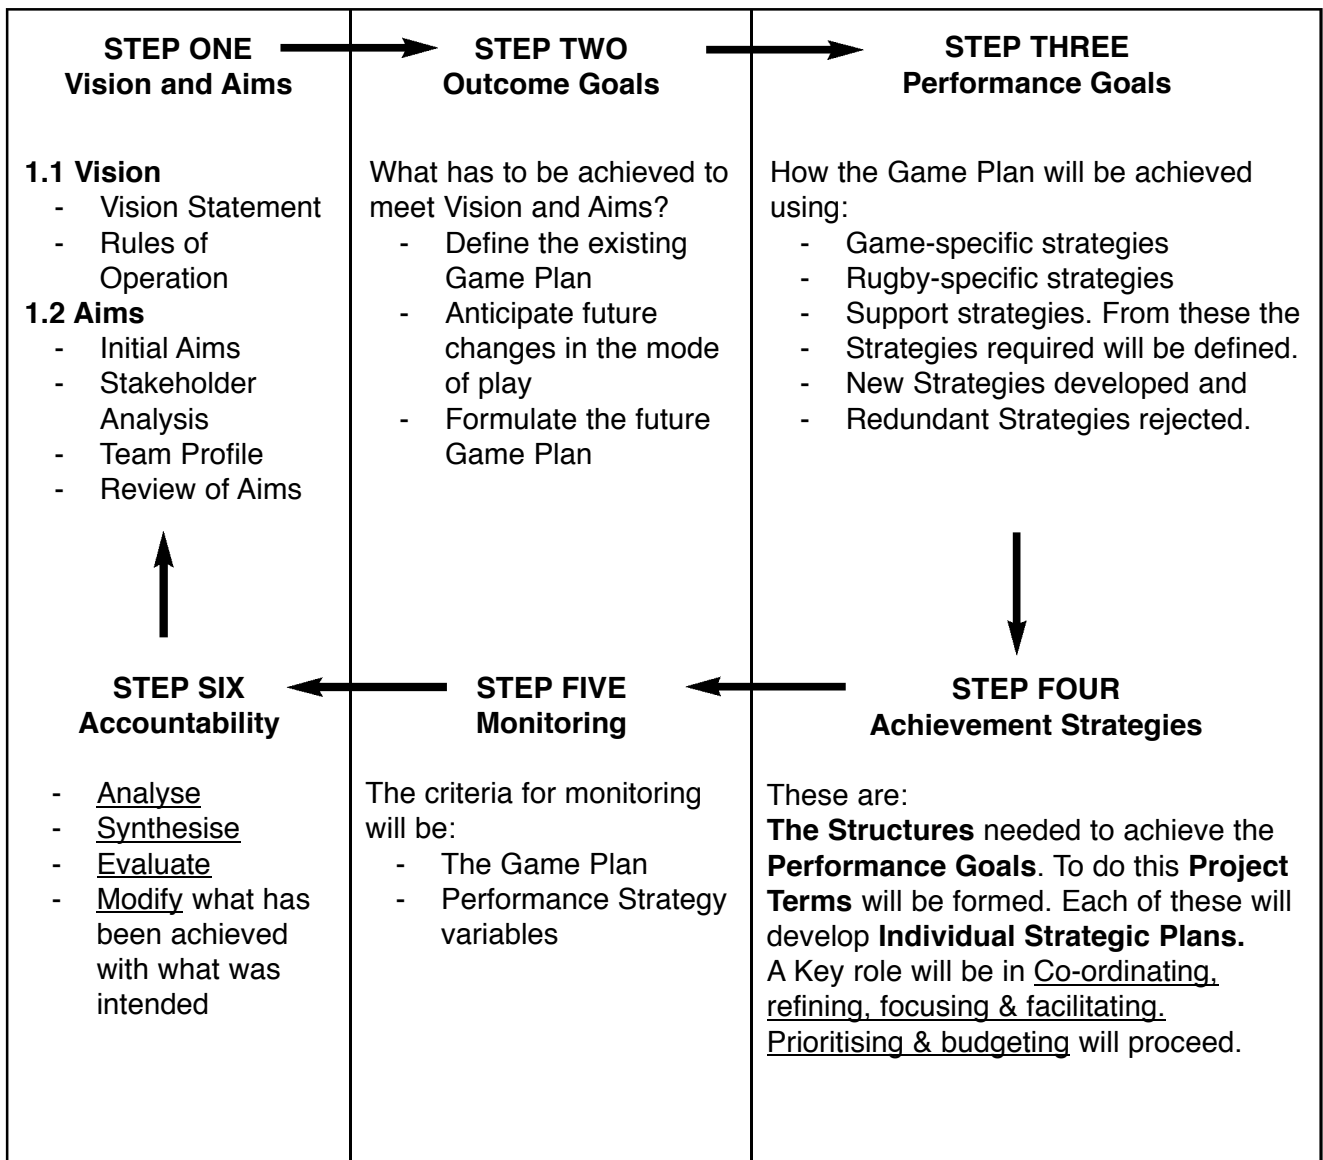 STEP ONE
Vision and Aims
1.1 Vision
- Vision Statement
- Rules of
Operation
1.2 Aims
- Initial Aims
- Stakeholder
Analysis
- Team Profile
- Review of Aims
STEP TWO
Outcome Goals
What has to be achieved to
meet Vision and Aims?
- Define the existing
Game Plan
- Anticipate future
changes in the mode
of play
- Formulate the future
Game Plan
STEP THREE
Performance Goals
How the Game Plan will be achieved
using:
- Game-specific strategies
- Rugby-specific strategies
- Support strategies. From these the
- Strategies required will be defined.
- New Strategies developed and
- Redundant Strategies rejected.
STEP FOUR
Achievement Strategies
These are:
The Structures needed to achieve the
Performance Goals. To do this Project
Terms will be formed. Each of these will
develop Individual Strategic Plans.
A Key role will be in Co-ordinating,
refining, focusing & facilitating.
Prioritising & budgeting will proceed.
STEP FIVE
Monitoring
The criteria for monitoring
will be:
- The Game Plan
- Performance Strategy
variables
STEP SIX
Accountability
- Analyse
- Synthesise
- Evaluate
- Modify what has
been achieved
with what was
intended